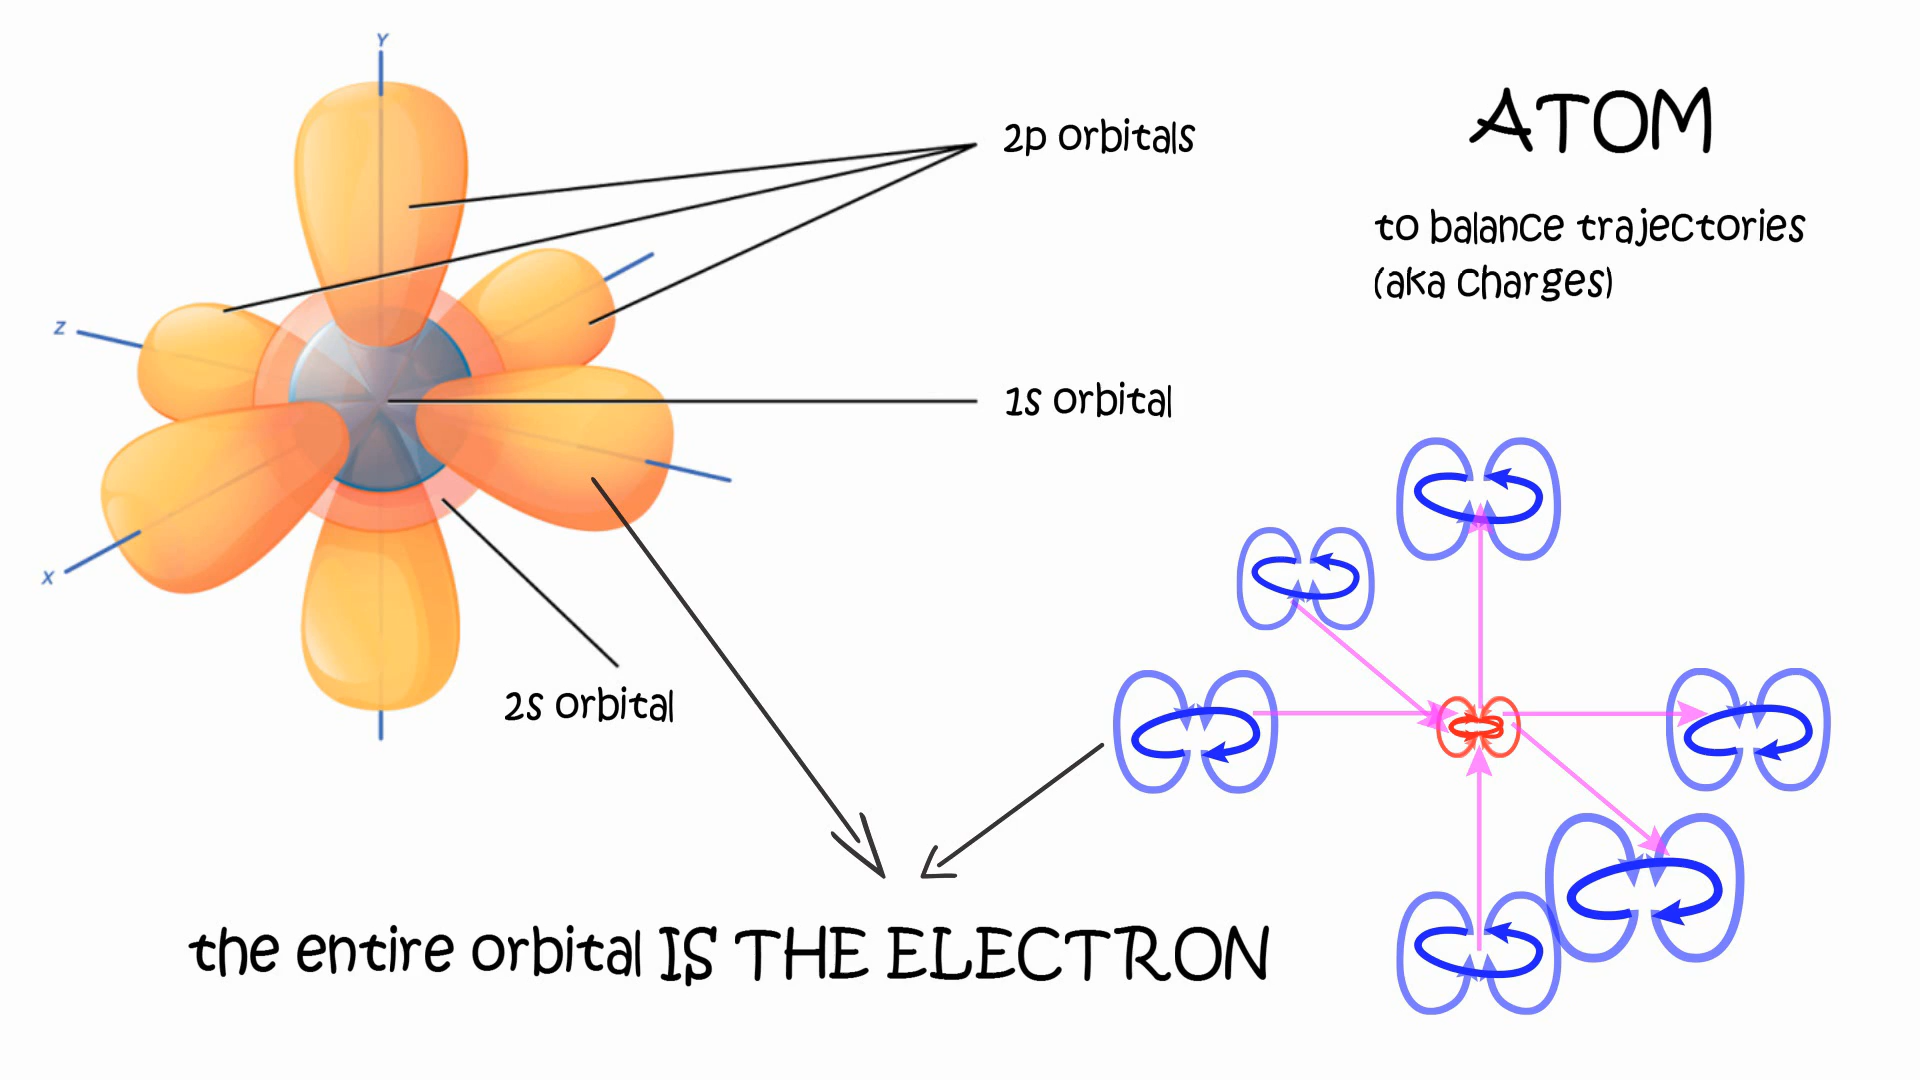 Y
2p orbitals
ATOM
to balance trajectories
(aka charges)
Z
1s orbital
X
2s orbital
the entire orbital IS THE ELECTRON